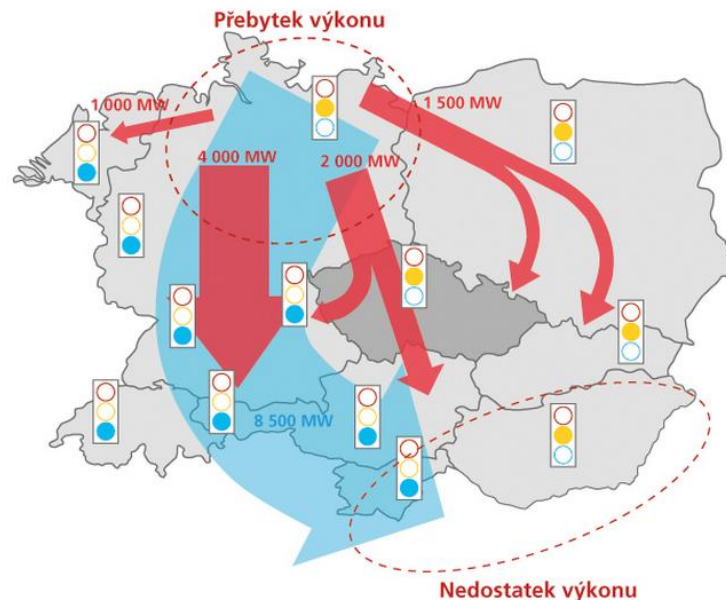 Přebytek výkonu
1 000 MW
1 500 MW
4 000 MW
2 000 MW
8 500 MW
Nedostatek výkonu